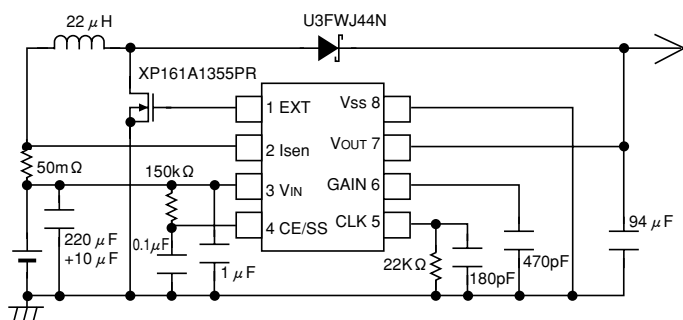 22 μH
U3FWJ44N
XP161A1355PR
1 EXT
Vss 8
2 Isen
VOUT 7
50mΩ
150kΩ
3 VIN
GAIN 6
4 CE/SS
CLK 5
220 μF
+10 μF
0.1μF
1 μF
22KΩ
180pF
470pF
94 μF